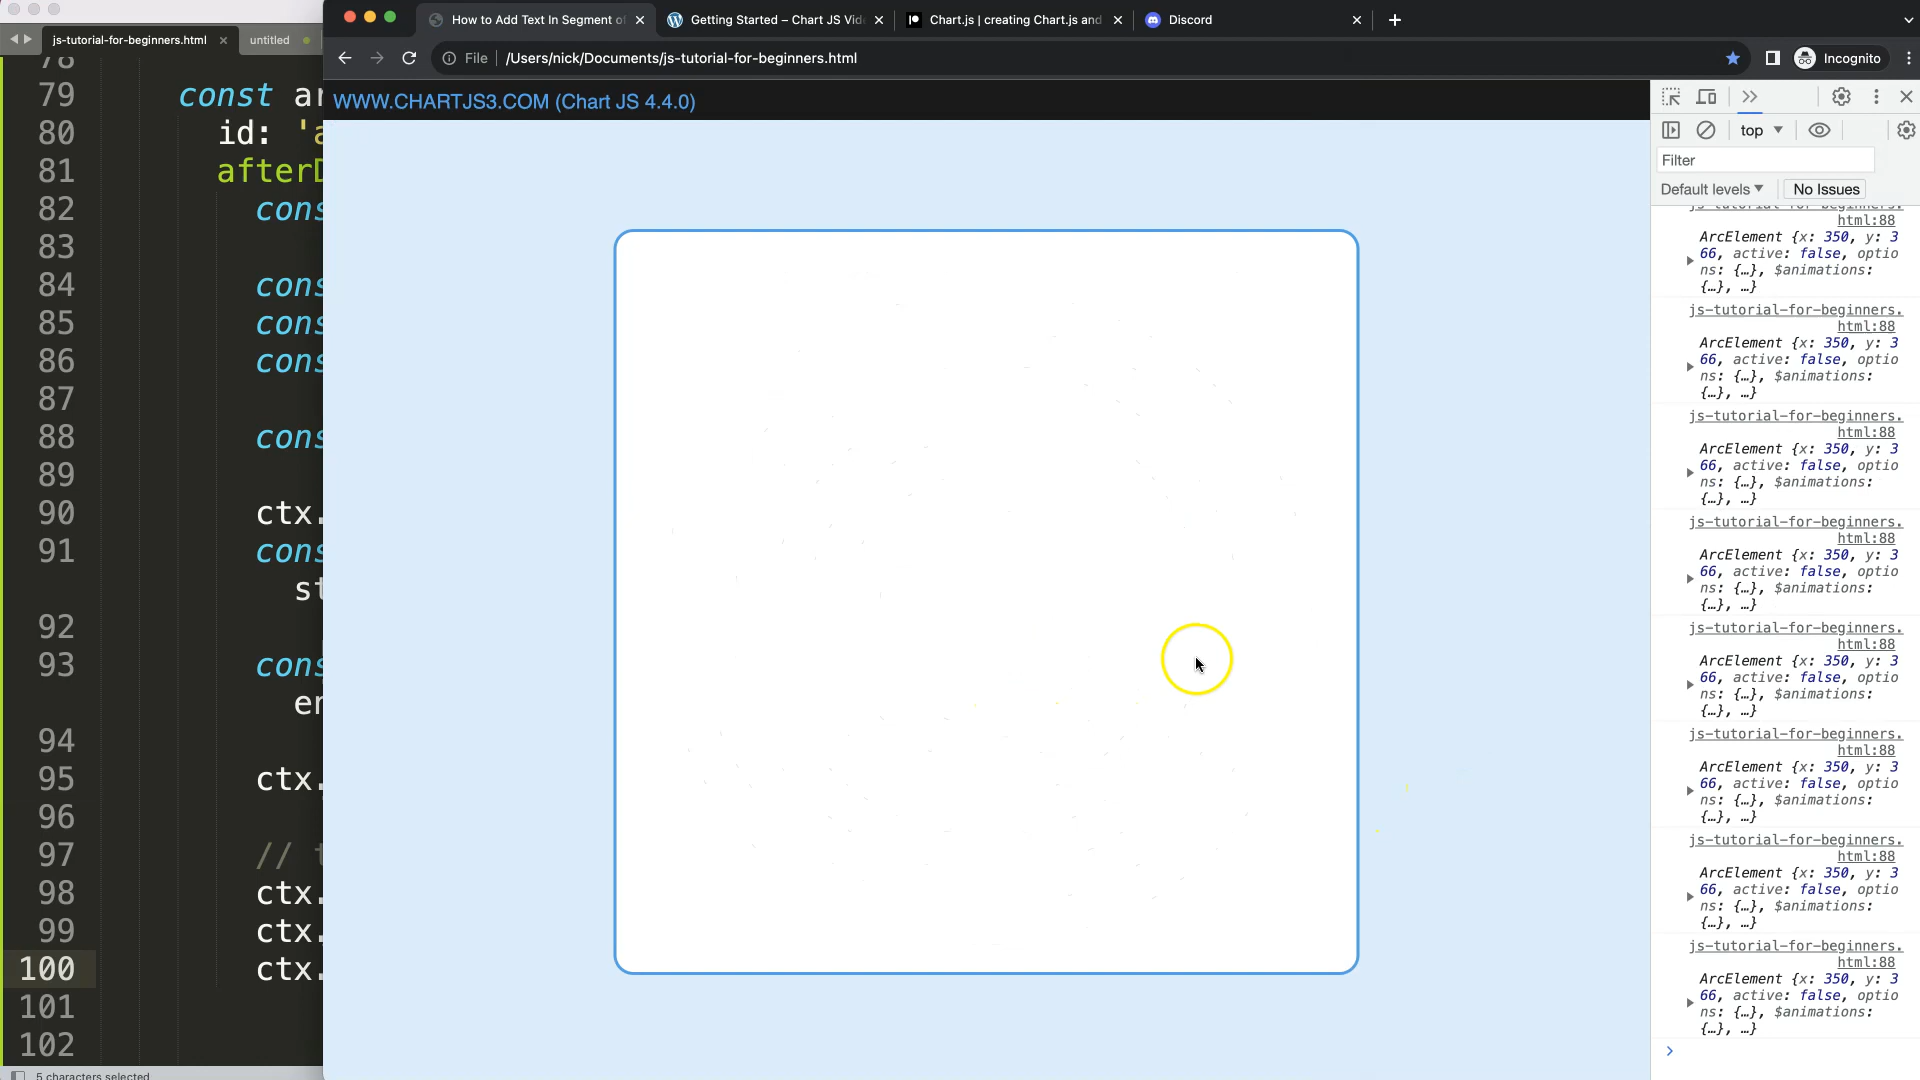 How to Add Text In Segment o
Getting Started – Chart JS Vid
Chart.js | creating Chart.js and
Discord
js-tutorial-for-beginners.html
untitled
File
/Users/nick/Documents/js-tutorial-for-beginners.html
Incognito
WWW.CHARTJS3.COM (Chart JS 4.4.0)
78
79 const ar
80 id: 'a
81 afterD
82 cons
83
84 cons
85 cons
86 cons
87
88 cons
89
90 ctx.
91 cons
st
92
93 cons
en
94
95 ctx.
96
97 // t
98 ctx.
99 ctx.
100 ctx.
101
102
5 characters selected
top
Filter
Default levels
No Issues
js-tutorial-for-beginners.
html:88
ArcElement {x: 350, y: 3
66, active: false, optio
ns: {…}, $animations:
{…}, …}
js-tutorial-for-beginners.
html:88
ArcElement {x: 350, y: 3
66, active: false, optio
ns: {…}, $animations:
{…}, …}
js-tutorial-for-beginners.
html:88
ArcElement {x: 350, y: 3
66, active: false, optio
ns: {…}, $animations:
{…}, …}
js-tutorial-for-beginners.
html:88
ArcElement {x: 350, y: 3
66, active: false, optio
ns: {…}, $animations:
{…}, …}
js-tutorial-for-beginners.
html:88
ArcElement {x: 350, y: 3
66, active: false, optio
ns: {…}, $animations:
{…}, …}
js-tutorial-for-beginners.
html:88
ArcElement {x: 350, y: 3
66, active: false, optio
ns: {…}, $animations:
{…}, …}
js-tutorial-for-beginners.
html:88
ArcElement {x: 350, y: 3
66, active: false, optio
ns: {…}, $animations:
{…}, …}
js-tutorial-for-beginners.
html:88
ArcElement {x: 350, y: 3
66, active: false, optio
ns: {…}, $animations:
{…}, …}